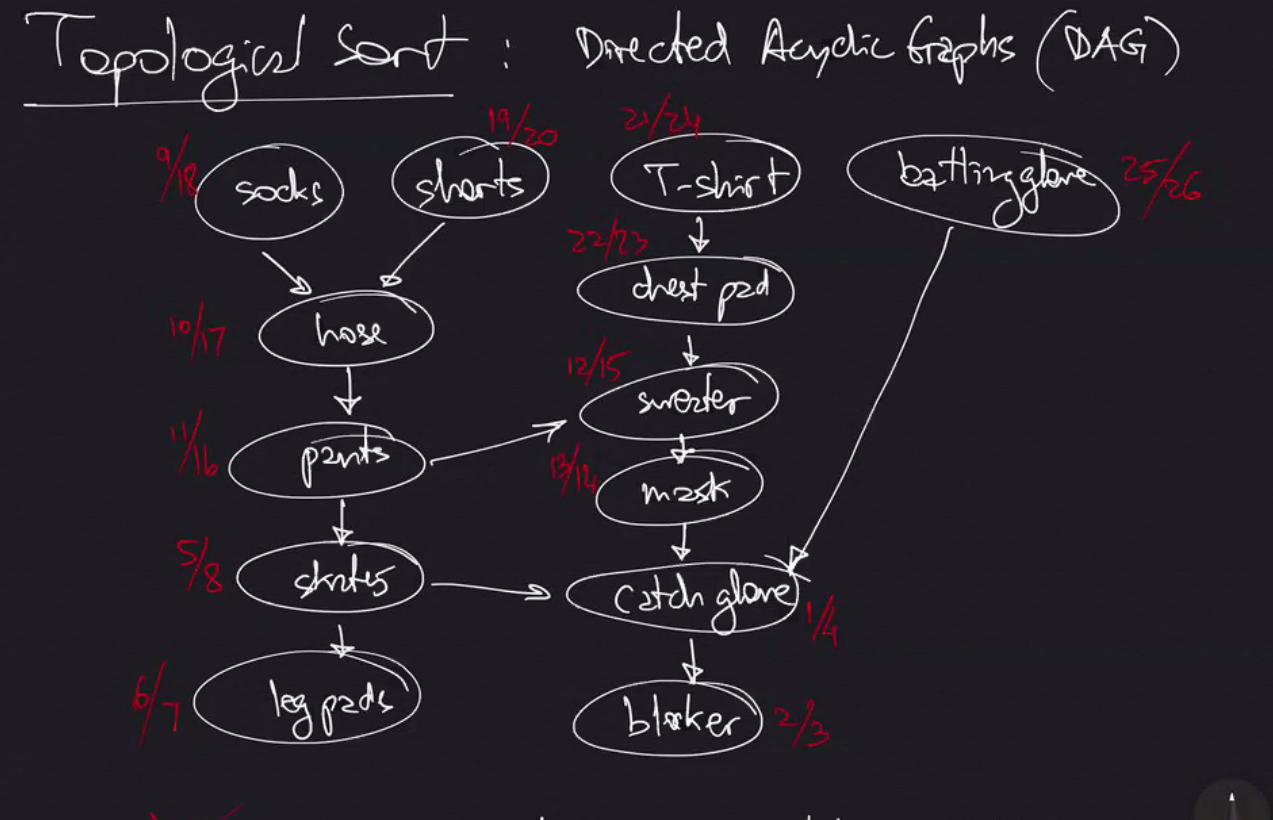 Topological Sort : Directed Acyclic Graphs (DAG)
19/20
21/24
9/18
socks
shorts
T-shirt
batting glove
25/26
22/23
chest pad
10/17
hose
12/15
sweater
11/16
pants
13/14
mask
5/8
skates
catch glove
1/4
6/7
leg pads
blocker
2/3